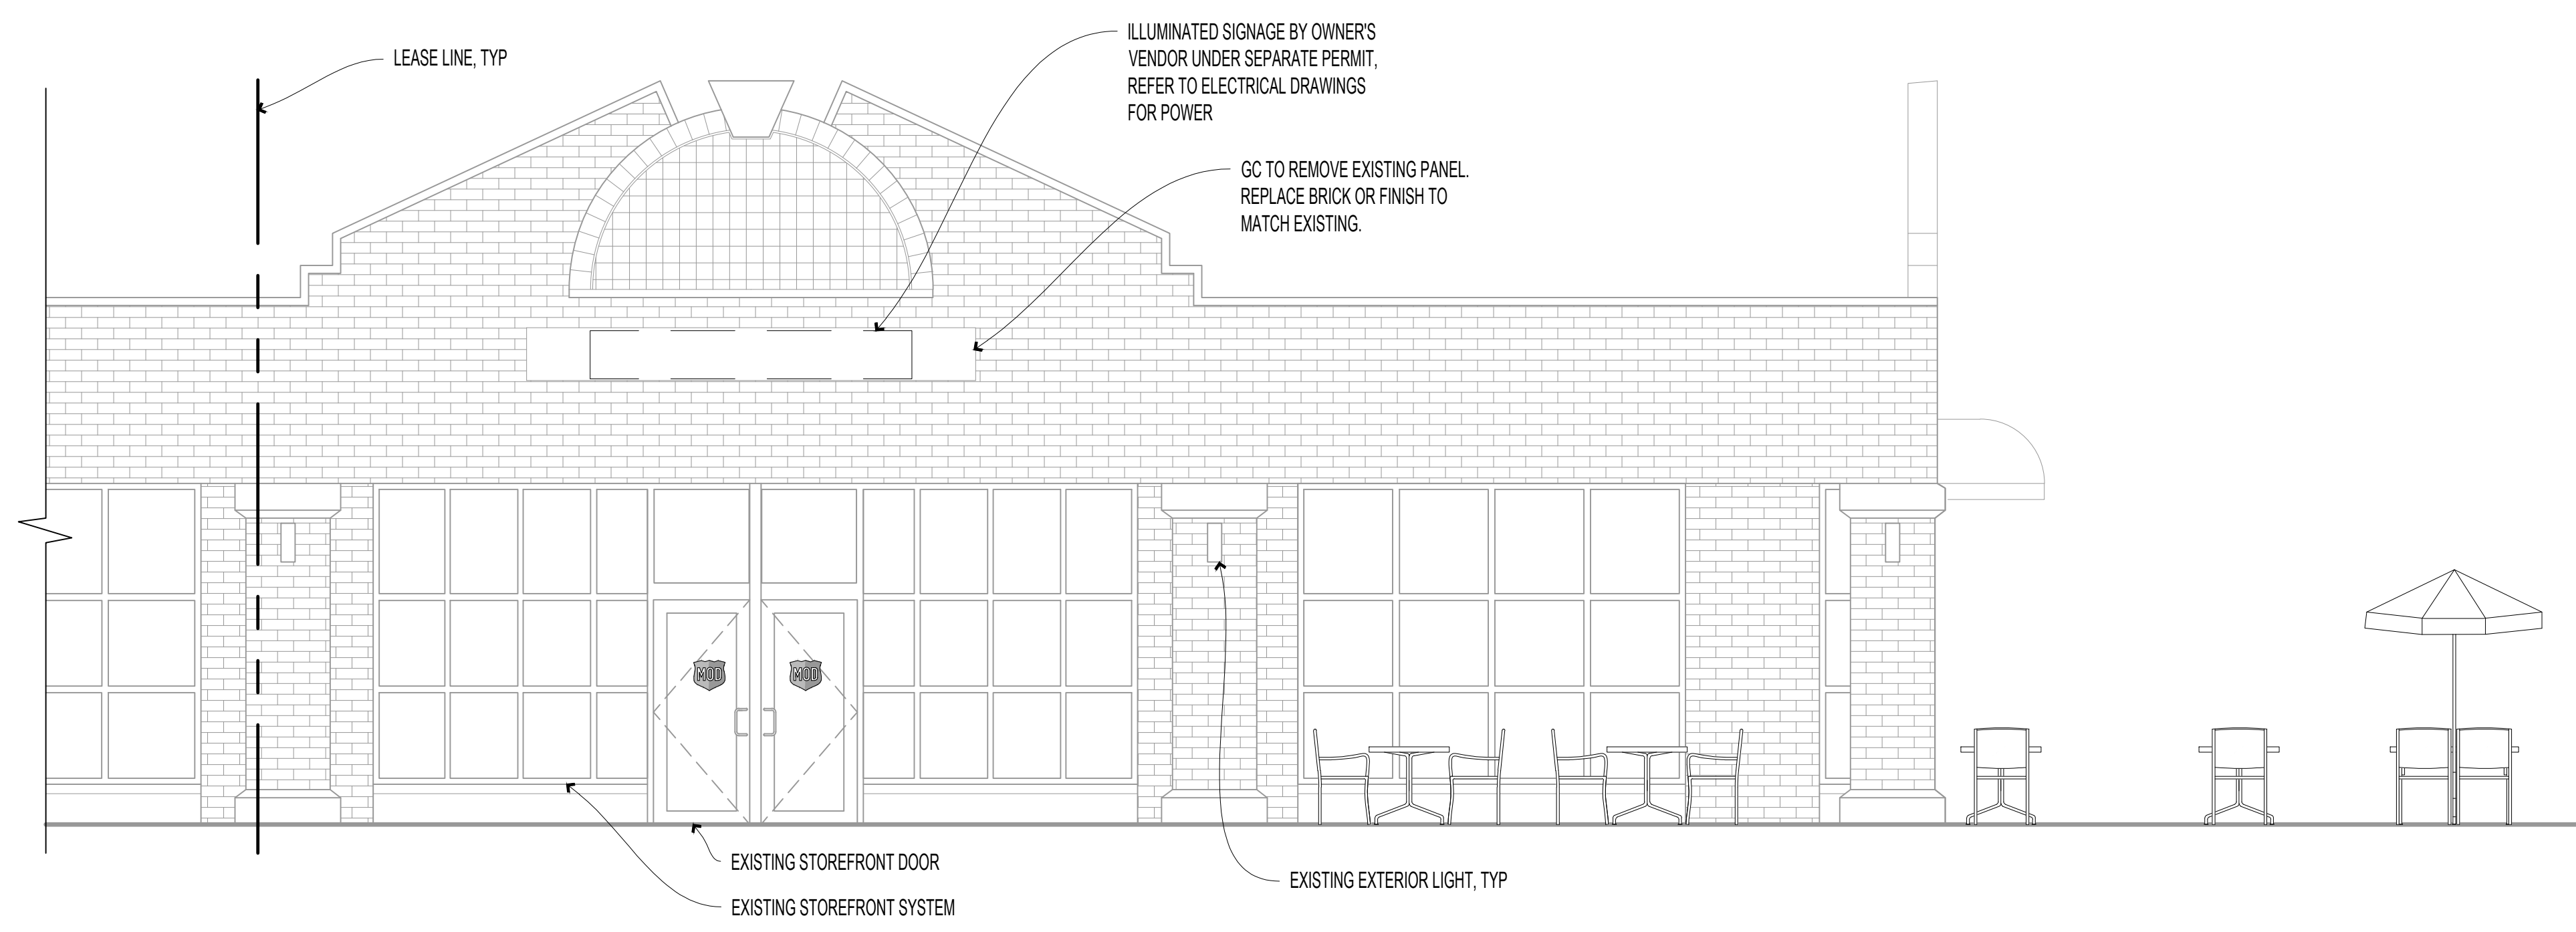 LEASE LINE, TYP
ILLUMINATED SIGNAGE BY OWNER'S
VENDOR UNDER SEPARATE PERMIT,
REFER TO ELECTRICAL DRAWINGS
FOR POWER
GC TO REMOVE EXISTING PANEL.
REPLACE BRICK OR FINISH TO
MATCH EXISTING.
MOD
MOD
EXISTING STOREFRONT DOOR
EXISTING STOREFRONT SYSTEM
EXISTING EXTERIOR LIGHT, TYP